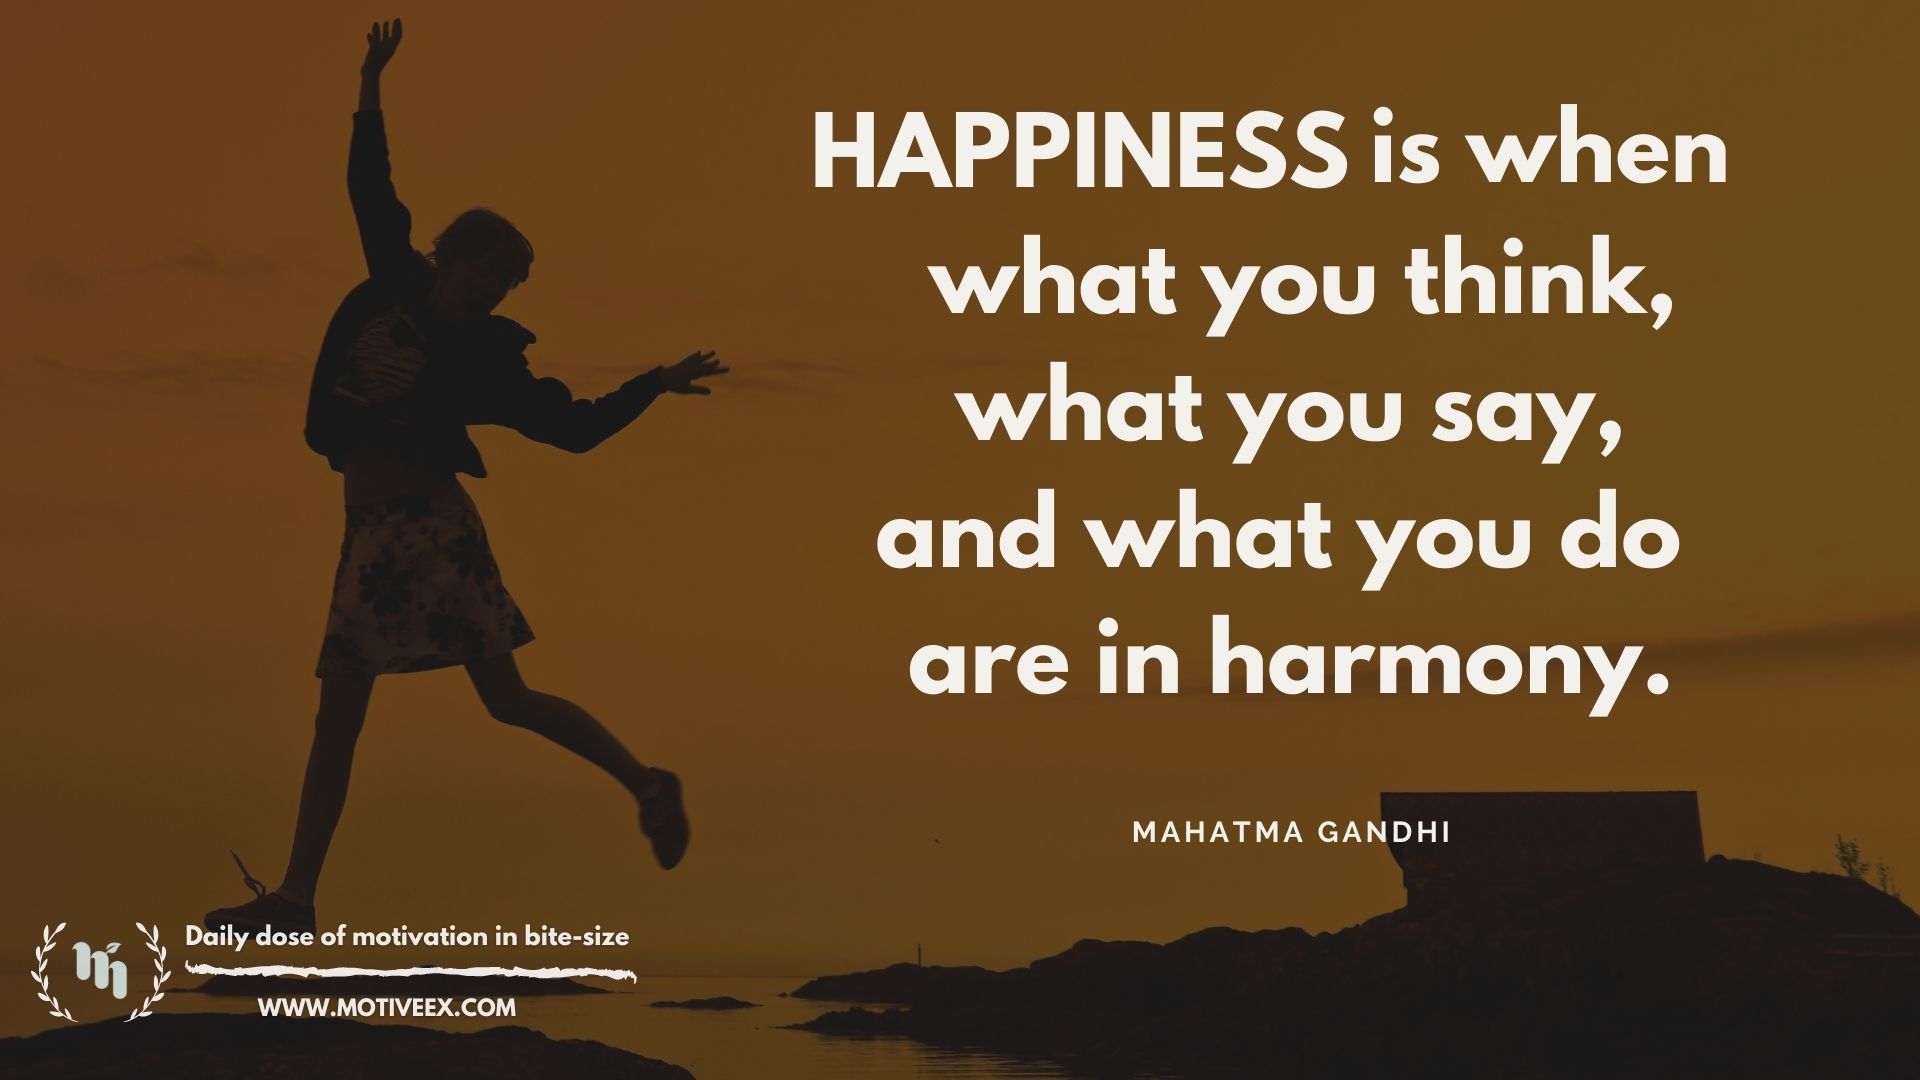 HAPPINESS is when
what you think,
what you say,
and what you do
are in harmony.
MAHATMA GANDHI
Daily dose of motivation in bite-size
WWW.MOTIVEEX.COM